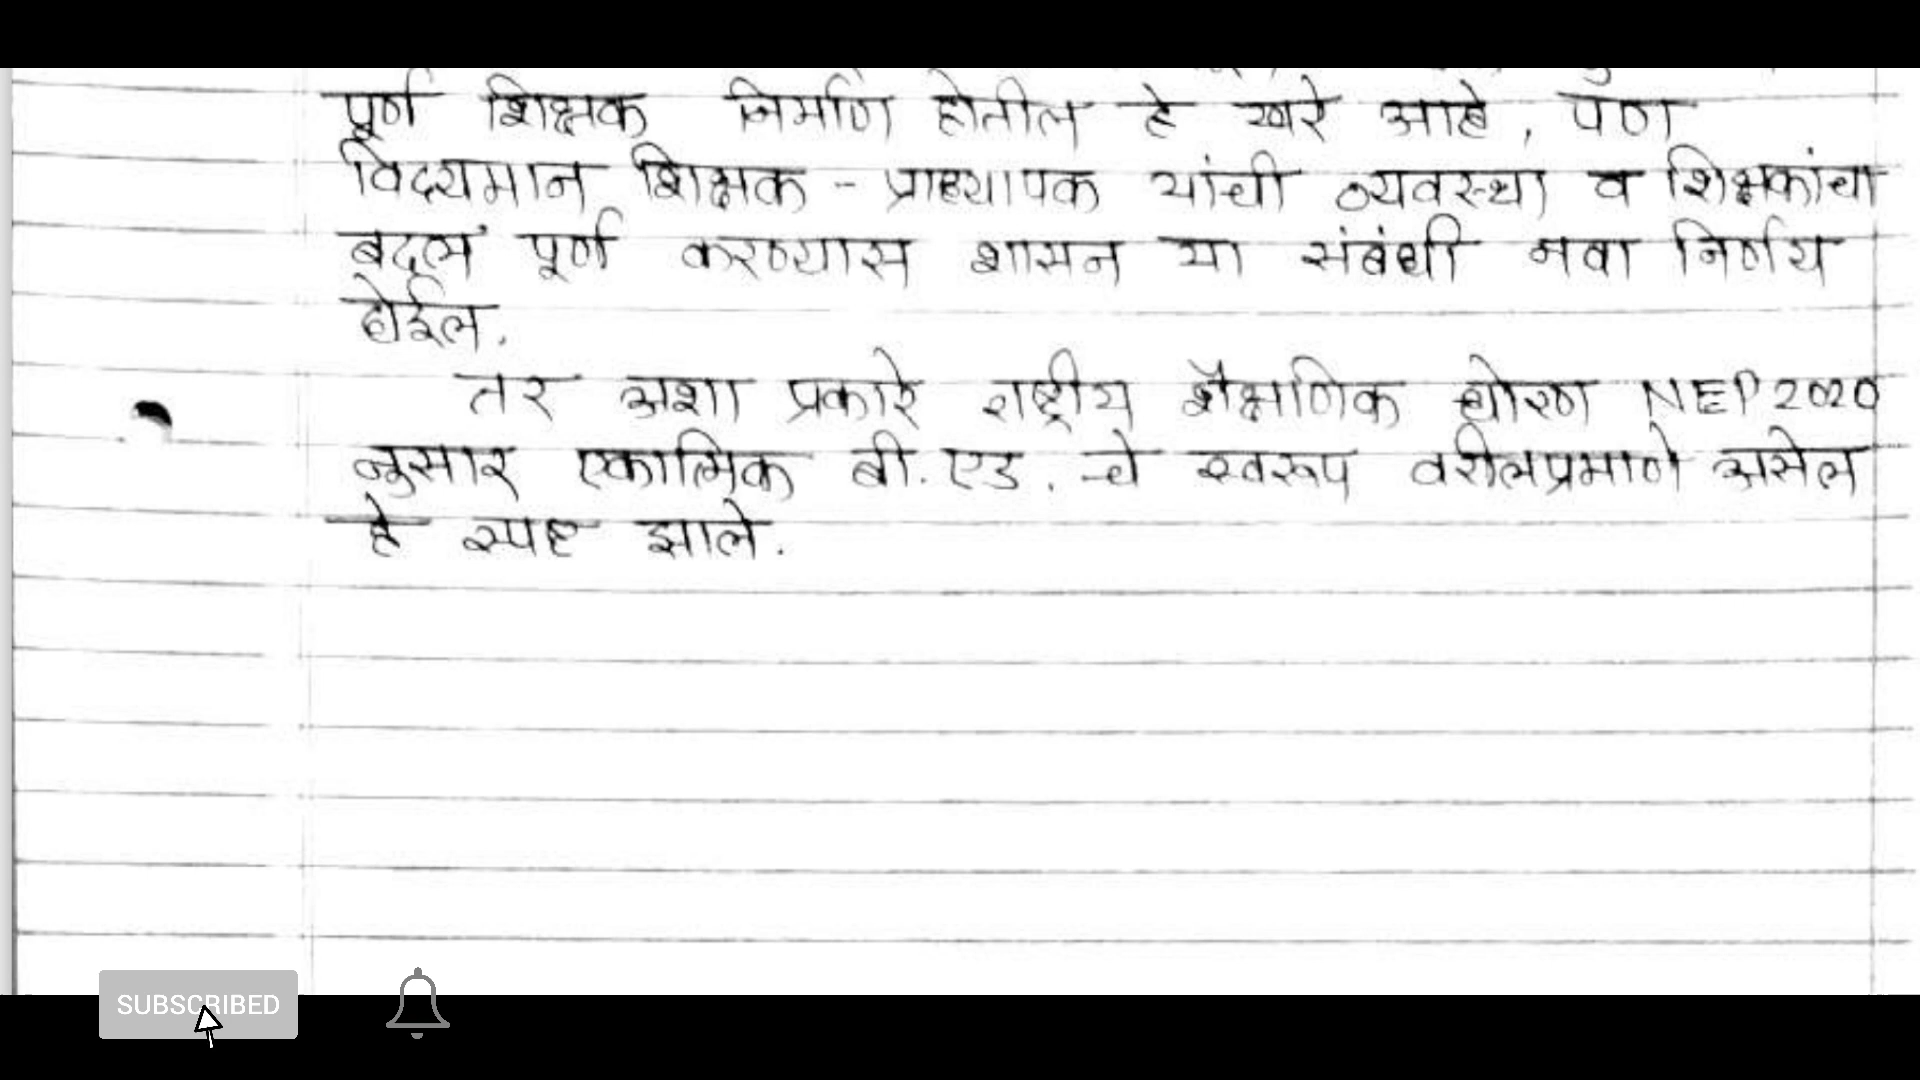 पूर्ण शिक्षक निर्माण होतील हे खरे आहे, पण
विद्यमान शिक्षक - प्राध्यापक यांची व्यवस्था व शिक्षकांचा
बदल पूर्ण करण्यास शासन या संबंधी नवा निर्णय
होईल.
तर अशा प्रकारे राष्ट्रीय शैक्षणिक धोरण NEP 2020
नुसार एकात्मिक बी.एड. चे स्वरूप वरीलप्रमाणे असेल
हे स्पष्ट झाले.
SUBSCRIBED